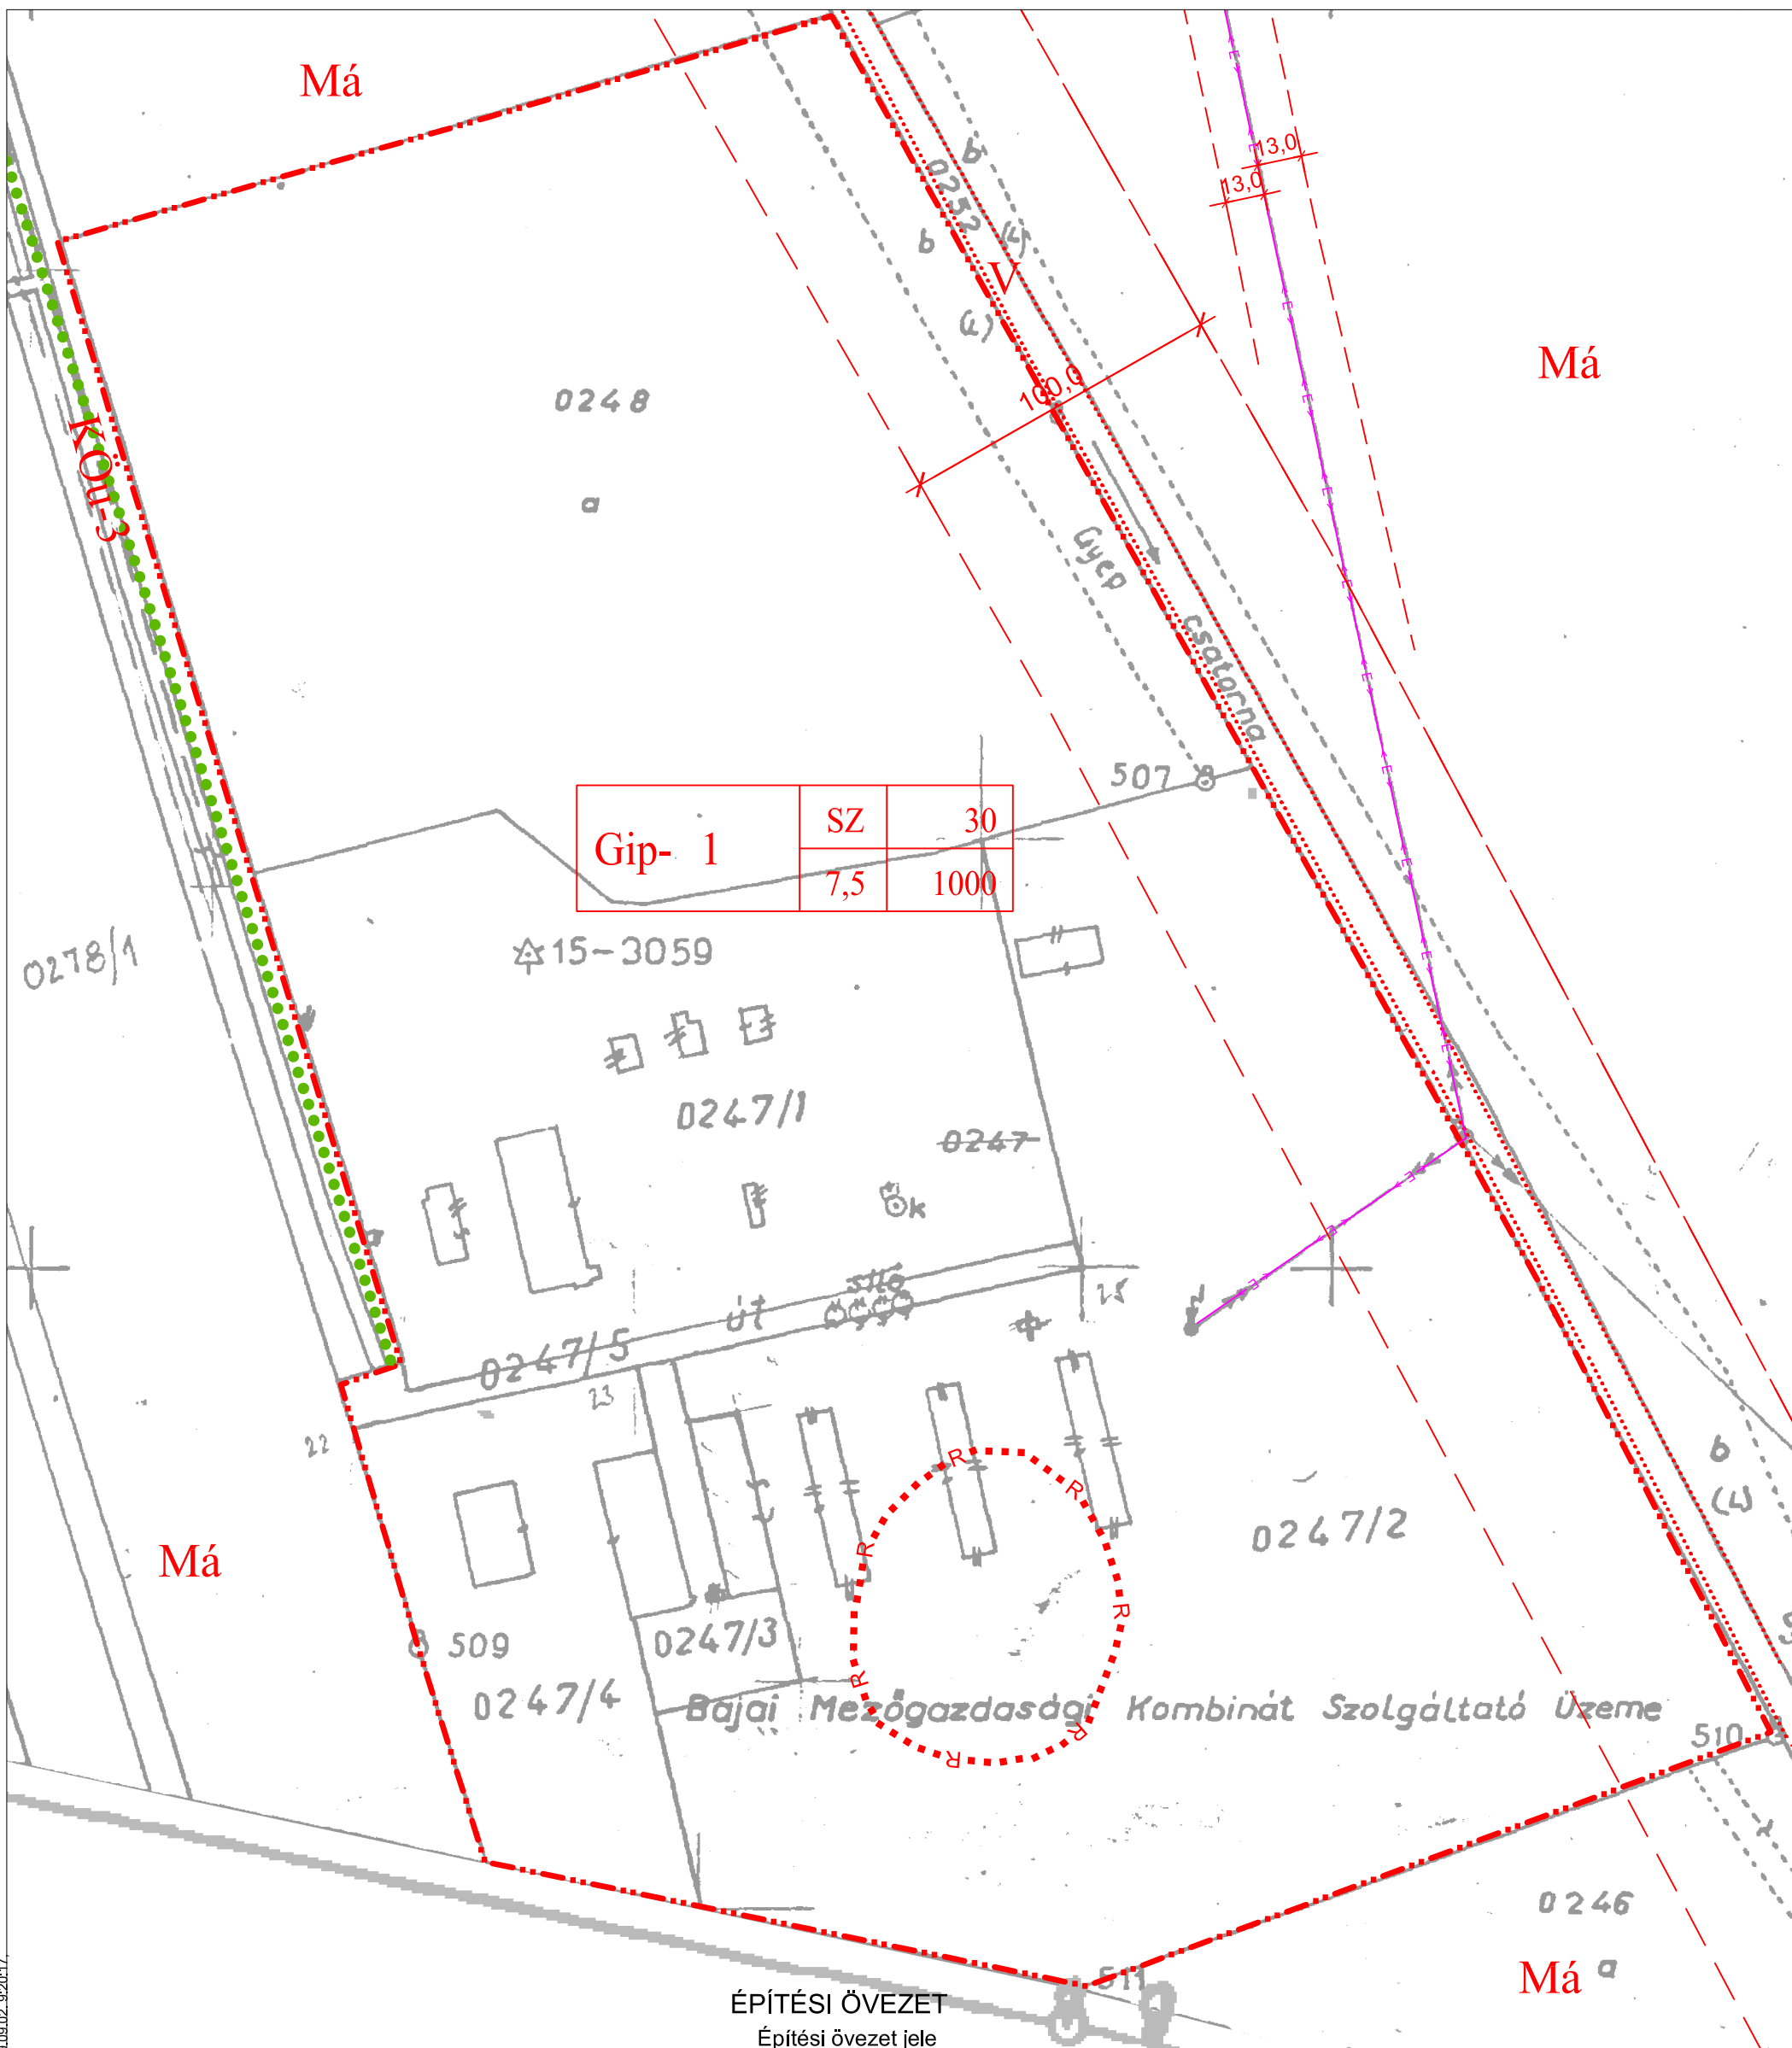 Má
13,0
13,0
b
0252
b
(4)
V
(4)
Má
0248
100,0
a
KÖu-3
Gyep
csatorna
507
Gip- 1
SZ
30
7,5
1000
0278/1
15-3059
0247/1
0247
k
siló
út
25
0247/5
23
22
b
(4)
0247/2
R
R
R
R
R
R
R
Má
509
0247/3
0247/4
Bajai Mezőgazdasági Kombinát Szolgáltató Üzeme
510
0246
a
Má
511
ÉPÍTÉSI ÖVEZET
Építési övezet jele